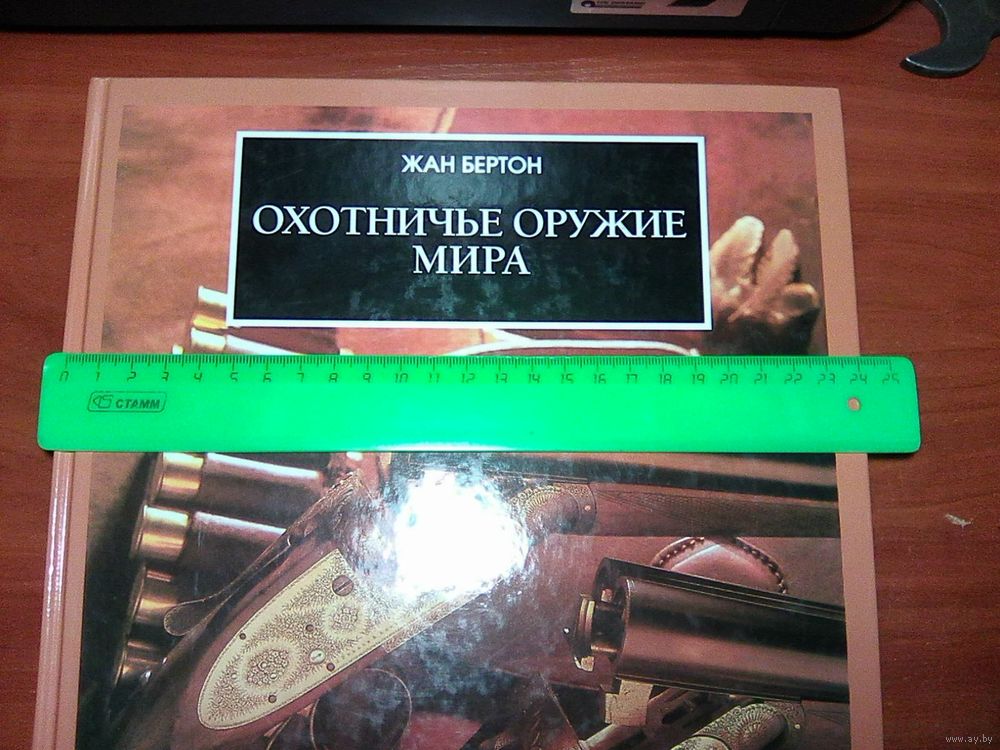 ЖАН БЕРТОН
ОХОТНИЧЬЕ ОРУЖИЕ
МИРА
0 1 2 3 4 5 6 7 8 9 10 11 12 13 14 15 16 17 18 19 20 21 22 23 24 25
СТАММ
www.ay.by